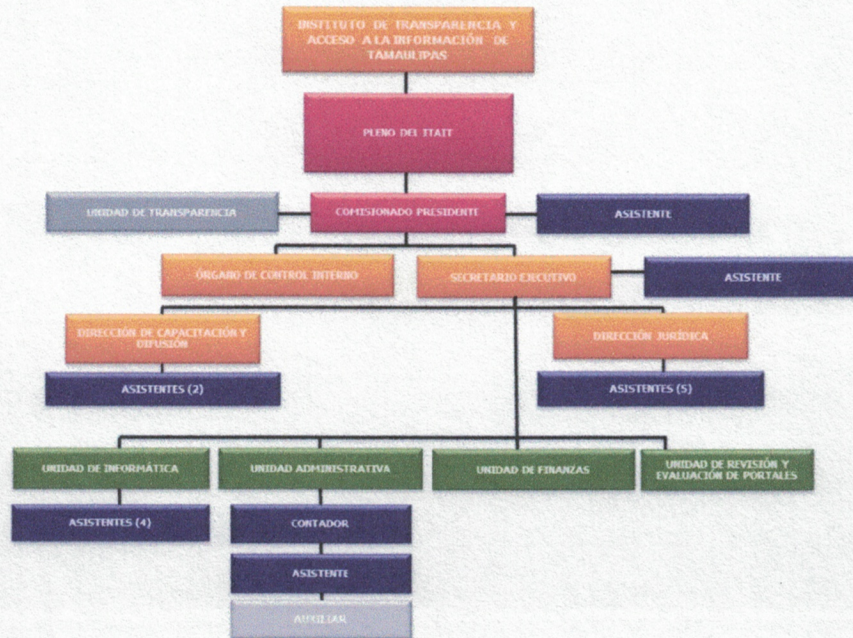 INSTITUTO DE TRANSPARENCIA Y
ACCESO A LA INFORMACIÓN DE
TAMAULIPAS
PLENO DEL ITAIT
UNIDAD DE TRANSPARENCIA
COMISIONADO PRESIDENTE
ASISTENTE
ÓRGANO DE CONTROL INTERNO
SECRETARIO EJECUTIVO
ASISTENTE
DIRECCIÓN DE CAPACITACIÓN Y
DIFUSIÓN
DIRECCIÓN JURÍDICA
ASISTENTES (2)
ASISTENTES (5)
UNIDAD DE INFORMÁTICA
UNIDAD ADMINISTRATIVA
UNIDAD DE FINANZAS
UNIDAD DE REVISIÓN Y
EVALUACIÓN DE PORTALES
ASISTENTES (4)
CONTADOR
ASISTENTE
AUXILIAR